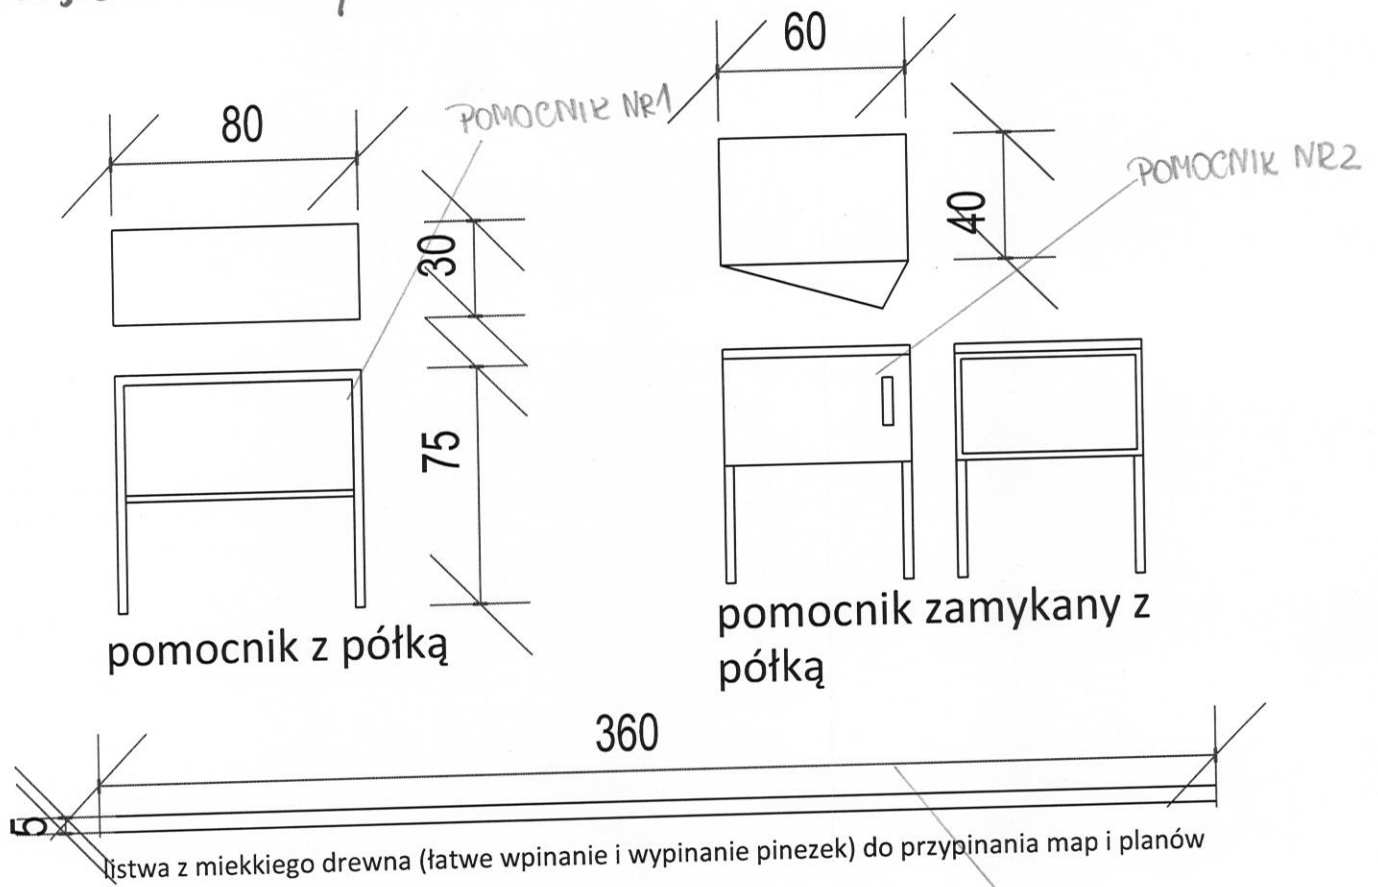 60
80
POMOCNIK NR1
POMOCNIK NR2
40
30
75
pomocnik z półką
pomocnik zamykany z
półką
360
5
listwa z miekkiego drewna (łatwe wpinanie i wypinanie pinezek) do przypinania map i planów